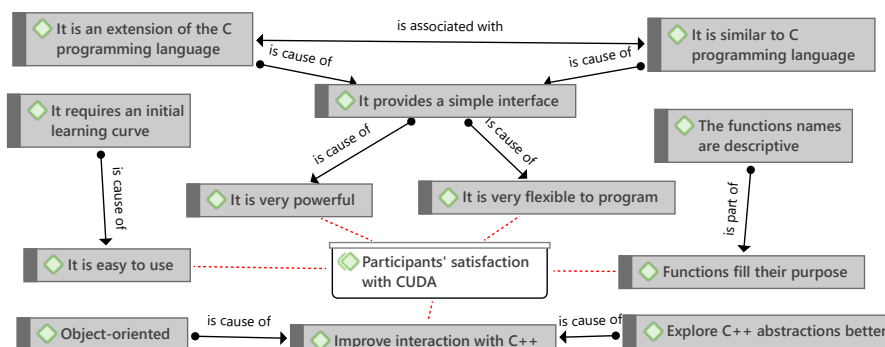 It is an extension of the C
programming language
is associated with
It is similar to C
programming language
is cause of
is cause of
It provides a simple interface
It requires an initial
learning curve
The functions names
are descriptive
is cause of
is cause of
is cause of
It is very powerful
It is very flexible to program
is part of
It is easy to use
Participants' satisfaction
with CUDA
Functions fill their purpose
Object-oriented
is cause of
Improve interaction with C++
is cause of
Explore C++ abstractions better